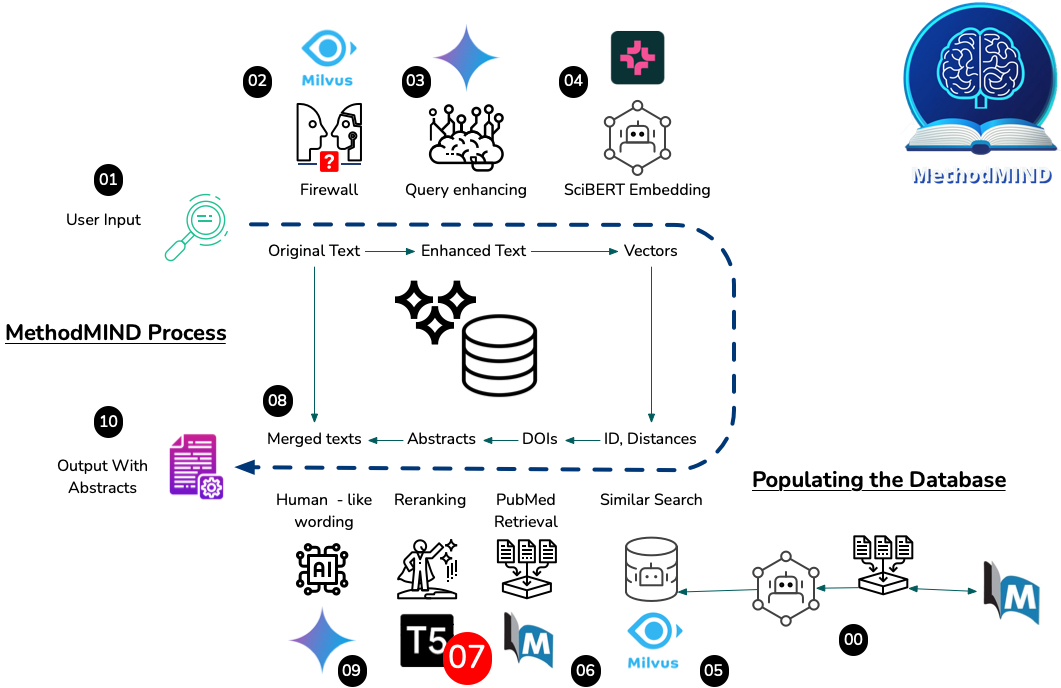 Milvus
02
03
04
?
Firewall
Query enhancing
SciBERT Embedding
MethodMIND
01
User Input
Original Text
Enhanced Text
Vectors
MethodMIND Process
08
10
Merged texts
Abstracts
DOIs
ID, Distances
Output With
Abstracts
Populating the Database
Human - like
wording
Reranking
PubMed
Retrieval
Similar Search
AI
M
T5
07
M
Milvus
00
09
06
05